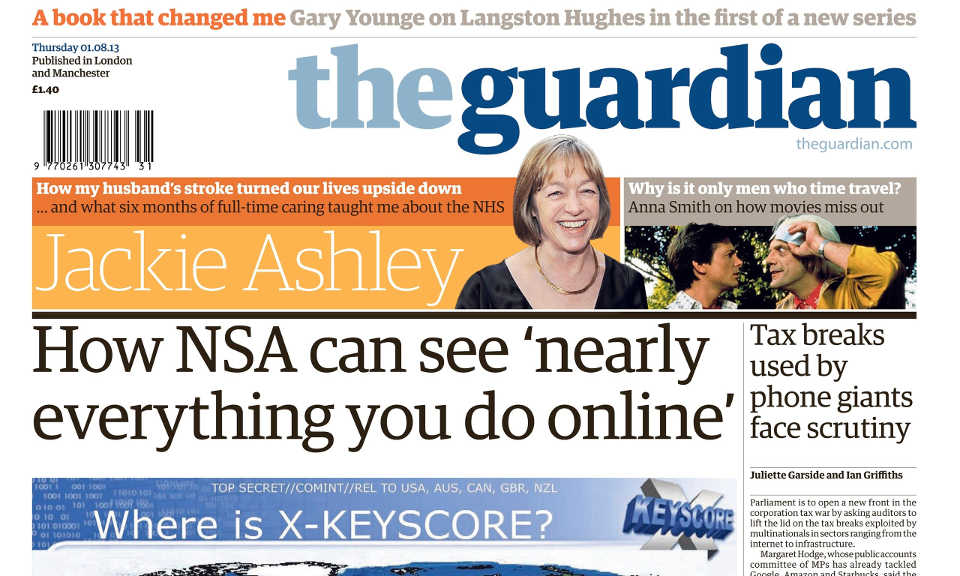 A book that changed me Gary Younge on Langston Hughes in the first of a new series
Thursday 01.08.13
Published in London
and Manchester
£1.40
9 770261 307743 31
theguardian
theguardian.com
How my husband's stroke turned our lives upside down
... and what six months of full-time caring taught me about the NHS
Jackie Ashley
Why is it only men who time travel?
Anna Smith on how movies miss out
How NSA can see ‘nearly
everything you do online’
TOP SECRET//COMINT//REL TO USA, AUS, CAN, GBR, NZL
Where is X-KEYSCORE?
X KEYSCORE
Tax breaks
used by
phone giants
face scrutiny
Juliette Garside and Ian Griffiths
Parliament is to open a new front in the
corporation tax war by asking auditors to
lift the lid on the tax breaks exploited by
multinationals in sectors ranging from the
internet to infrastructure.
Margaret Hodge, whose public accounts
committee of MPs has already tackled
Google, Amazon and Starbucks, said the